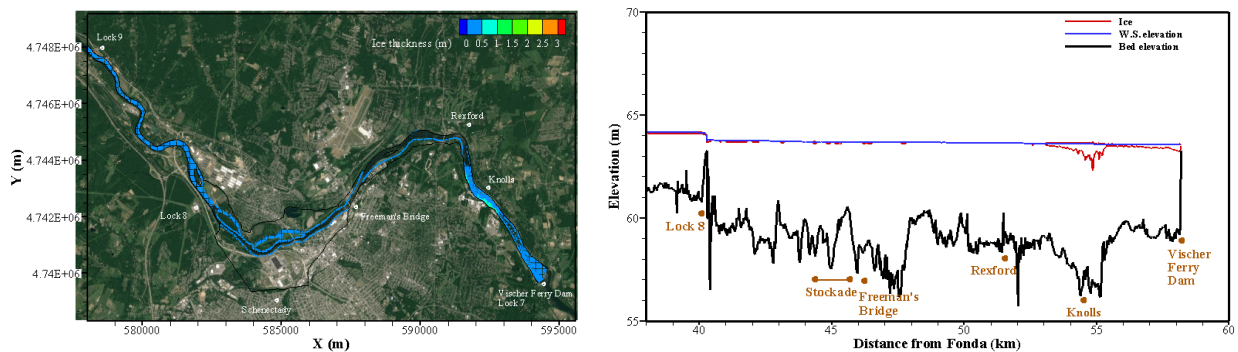 Lock 9
Ice thickness (m)
0 0.5 1 1.5 2 2.5 3
4.748E+06
4.746E+06
4.744E+06
4.742E+06
4.74E+06
Y (m)
Rexford
Knolls
Lock 8
Freeman's Bridge
Schenectady
Vischer Ferry Dam
Lock 7
580000 585000 590000 595000
X (m)
70
65
60
55
Elevation (m)
Ice
W.S. elevation
Bed elevation
Lock 8
Stockade
Freeman's
Bridge
Rexford
Knolls
Vischer
Ferry
Dam
40 45 50 55 60
Distance from Fonda (km)